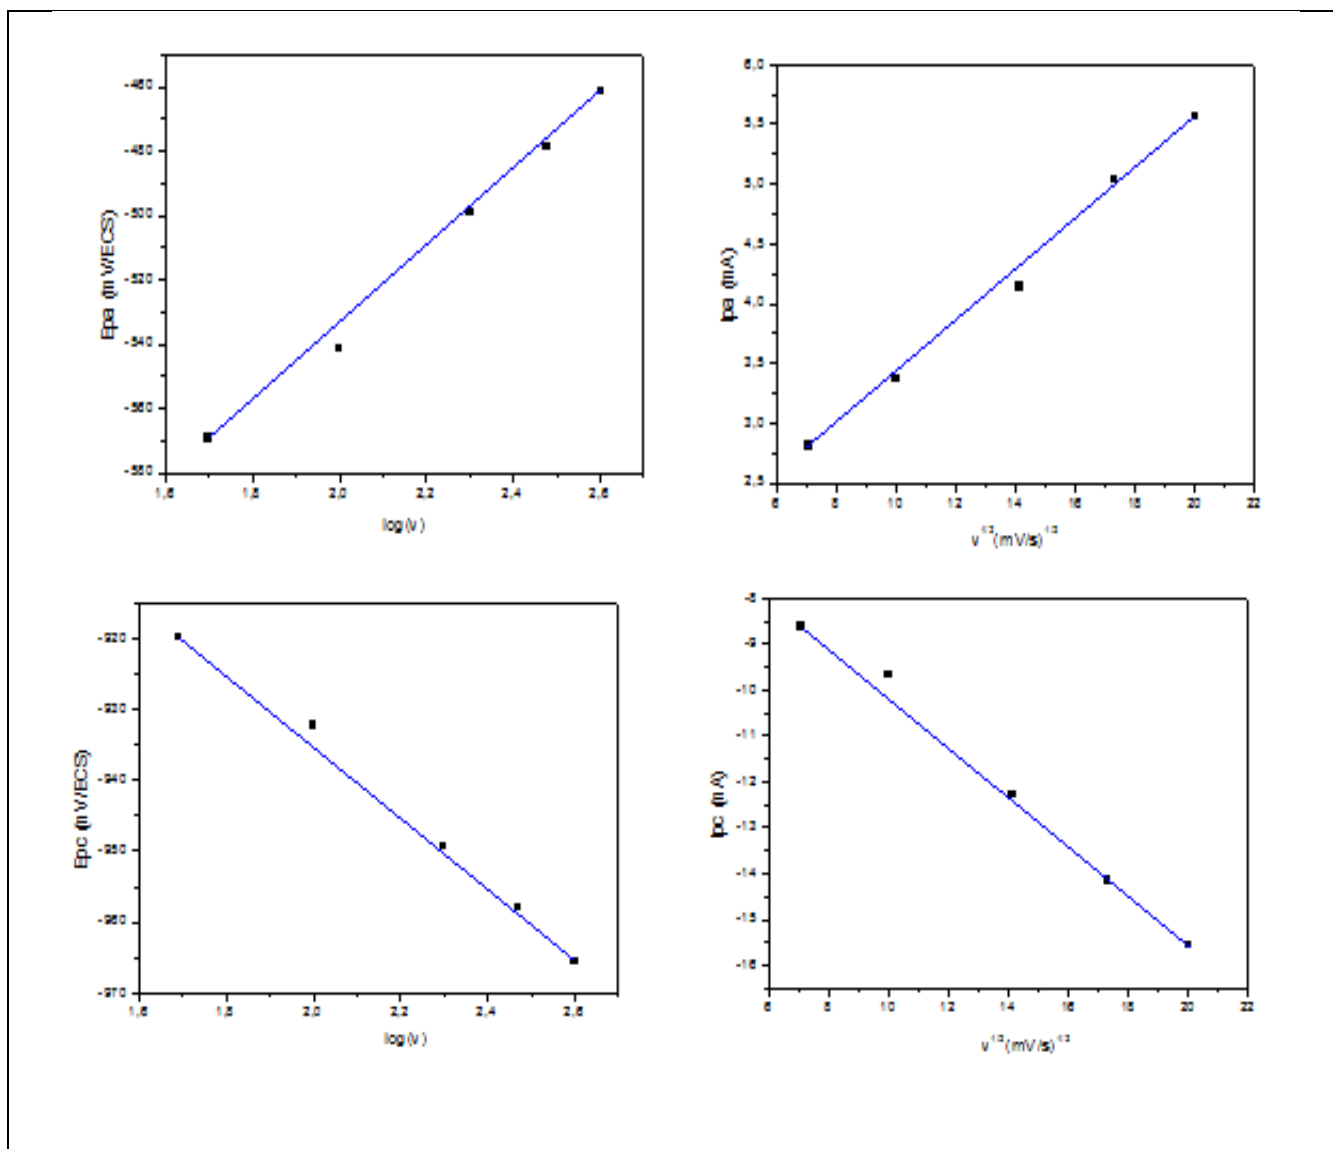 -460
-480
-500
-520
-540
-560
-580
Epa (mV/ECS)
1,6 1,8 2,0 2,2 2,4 2,6
log(v)
6,0
5,5
5,0
4,5
4,0
3,5
3,0
2,5
Ipa (mA)
6 8 10 12 14 16 18 20 22
v^1/2 (mV/s)^1/2
-920
-930
-940
-950
-960
-970
Epc (mV/ECS)
1,6 1,8 2,0 2,2 2,4 2,6
log(v)
-8
-9
-10
-11
-12
-13
-14
-15
-16
Ipc (mA)
6 8 10 12 14 16 18 20 22
v^1/2 (mV/s)^1/2